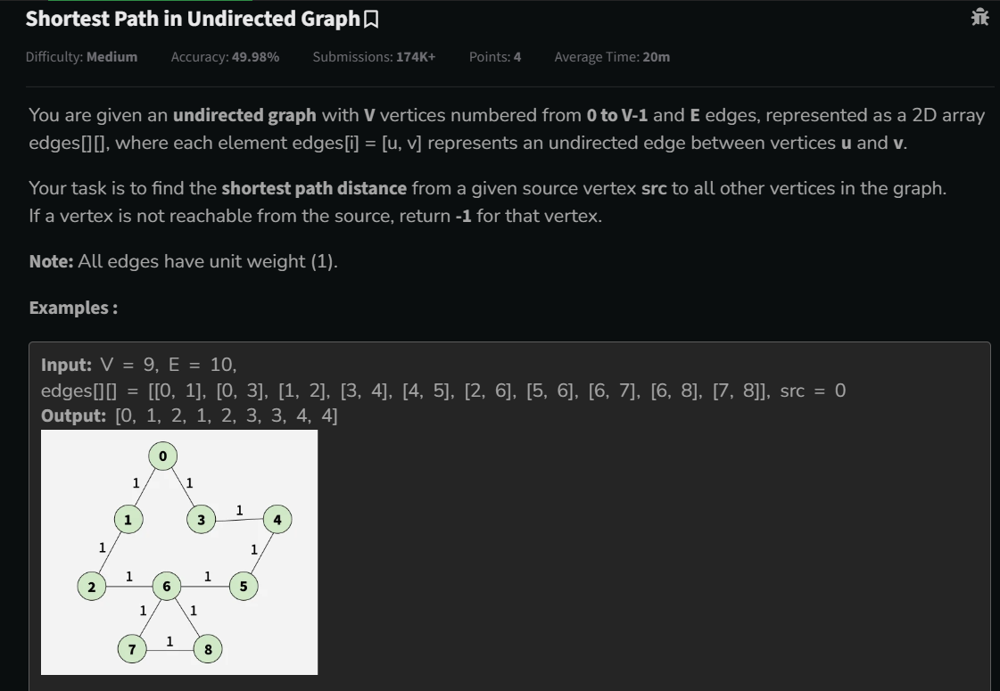 Shortest Path in Undirected Graph
Difficulty: Medium Accuracy: 49.98% Submissions: 174K+ Points: 4 Average Time: 20m
You are given an undirected graph with V vertices numbered from 0 to V-1 and E edges, represented as a 2D array
edges[][], where each element edges[i] = [u, v] represents an undirected edge between vertices u and v.
Your task is to find the shortest path distance from a given source vertex src to all other vertices in the graph.
If a vertex is not reachable from the source, return -1 for that vertex.
Note: All edges have unit weight (1).
Examples :
Input: V = 9, E = 10,
edges[][] = [[0, 1], [0, 3], [1, 2], [3, 4], [4, 5], [2, 6], [5, 6], [6, 7], [6, 8], [7, 8]], src = 0
Output: [0, 1, 2, 1, 2, 3, 3, 4, 4]
0
1 1
1
1 3 4
1 1
1 1
2 6 5
1 1
1
7 8